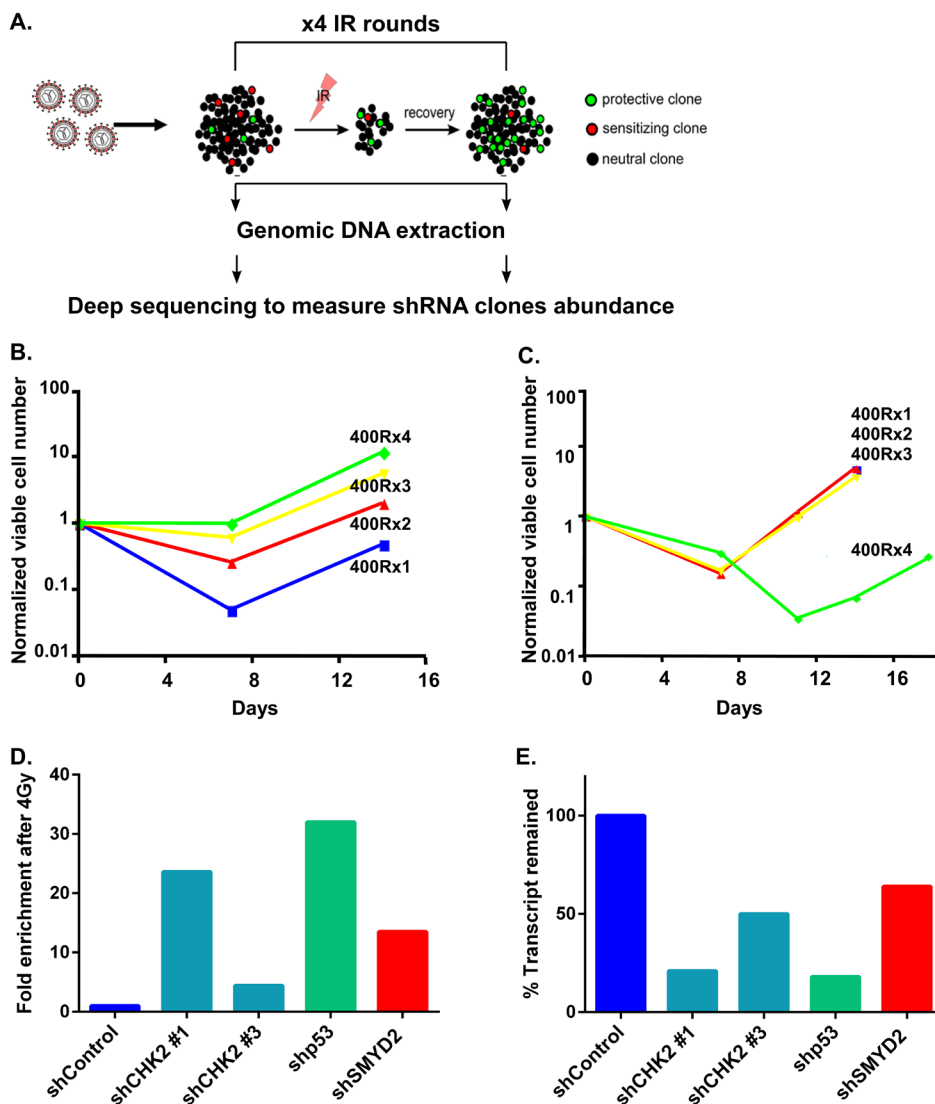 A.
x4 IR rounds
IR
recovery
protective clone
sensitizing clone
neutral clone
Genomic DNA extraction
Deep sequencing to measure shRNA clones abundance
B.
Normalized viable cell number
100
10
1
0.1
0.01
0
4
8
12
16
Days
400Rx4
400Rx3
400Rx2
400Rx1
C.
Normalized viable cell number
100
10
1
0.1
0.01
0
4
8
12
16
Days
400Rx1
400Rx2
400Rx3
400Rx4
D.
Fold enrichment after 4Gy
40
30
20
10
0
shControl
shCHK2 #1
shCHK2 #3
shp53
shSMYD2
E.
% Transcript remained
100
50
0
shControl
shCHK2 #1
shCHK2 #3
shp53
shSMYD2